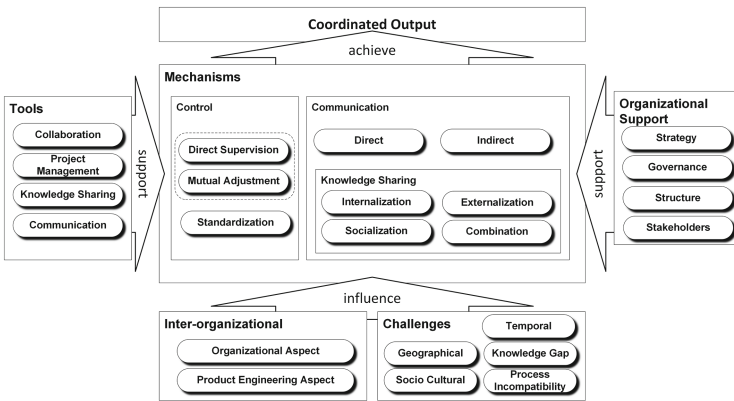 Coordinated Output
achieve
Mechanisms
Control
Direct Supervision
Mutual Adjustment
Standardization
Communication
Direct
Indirect
Knowledge Sharing
Internalization
Externalization
Socialization
Combination
Tools
Collaboration
Project
Management
Knowledge Sharing
Communication
support
Organizational
Support
Strategy
Governance
Structure
Stakeholders
support
influence
Inter-organizational
Organizational Aspect
Product Engineering Aspect
Challenges
Temporal
Geographical
Knowledge Gap
Socio Cultural
Process
Incompatibility